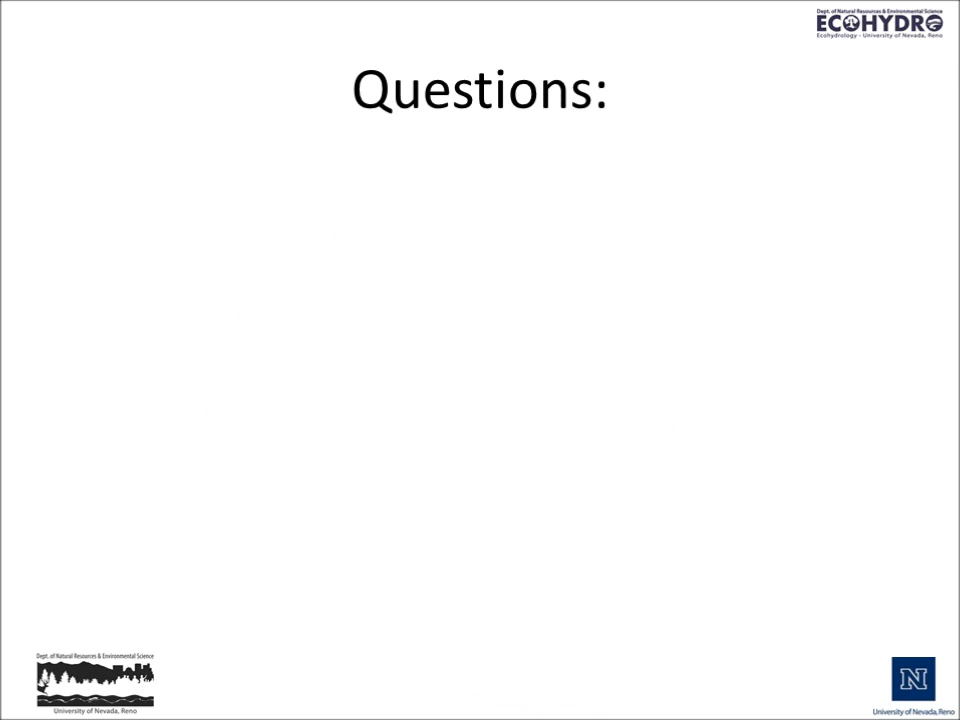 Dept. of Natural Resources & Environmental Science
ECOHYDRO
Ecohydrology - University of Nevada, Reno
Questions:
Dept. of Natural Resources & Environmental Science
University of Nevada, Reno
N
University of Nevada, Reno